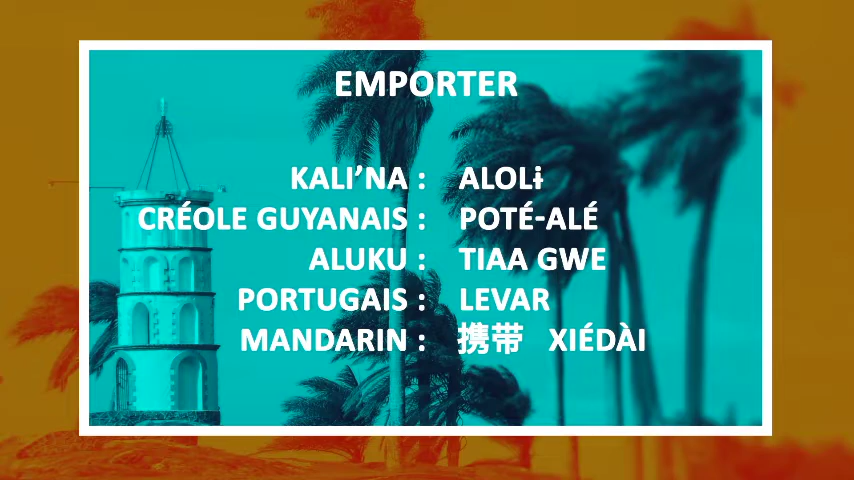 EMPORTER
KALI’NA : ALOLɨ
CRÉOLE GUYANAIS : POTÉ-ALÉ
ALUKU : TIAA GWE
PORTUGAIS : LEVAR
MANDARIN : 携带 XIÉDÀI